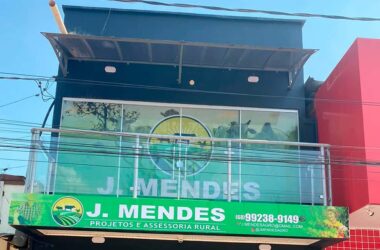 J. MENDES
J. MENDES
PROJETOS E ASSESSORIA RURAL
99238-9149